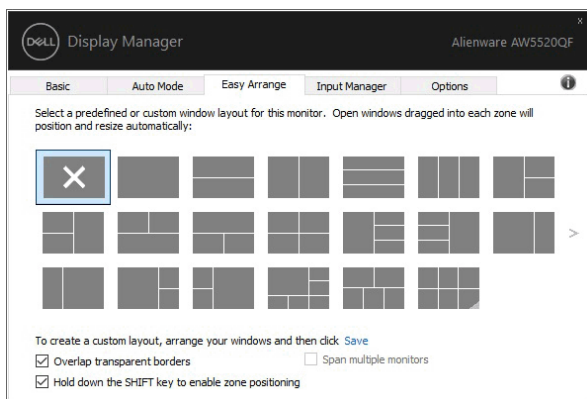 x
DELL Display Manager
Alienware AW5520QF
Basic Auto Mode Easy Arrange Input Manager Options
Select a predefined or custom window layout for this monitor. Open windows dragged into each zone will
position and resize automatically:
To create a custom layout, arrange your windows and then click Save
Overlap transparent borders Span multiple monitors
Hold down the SHIFT key to enable zone positioning